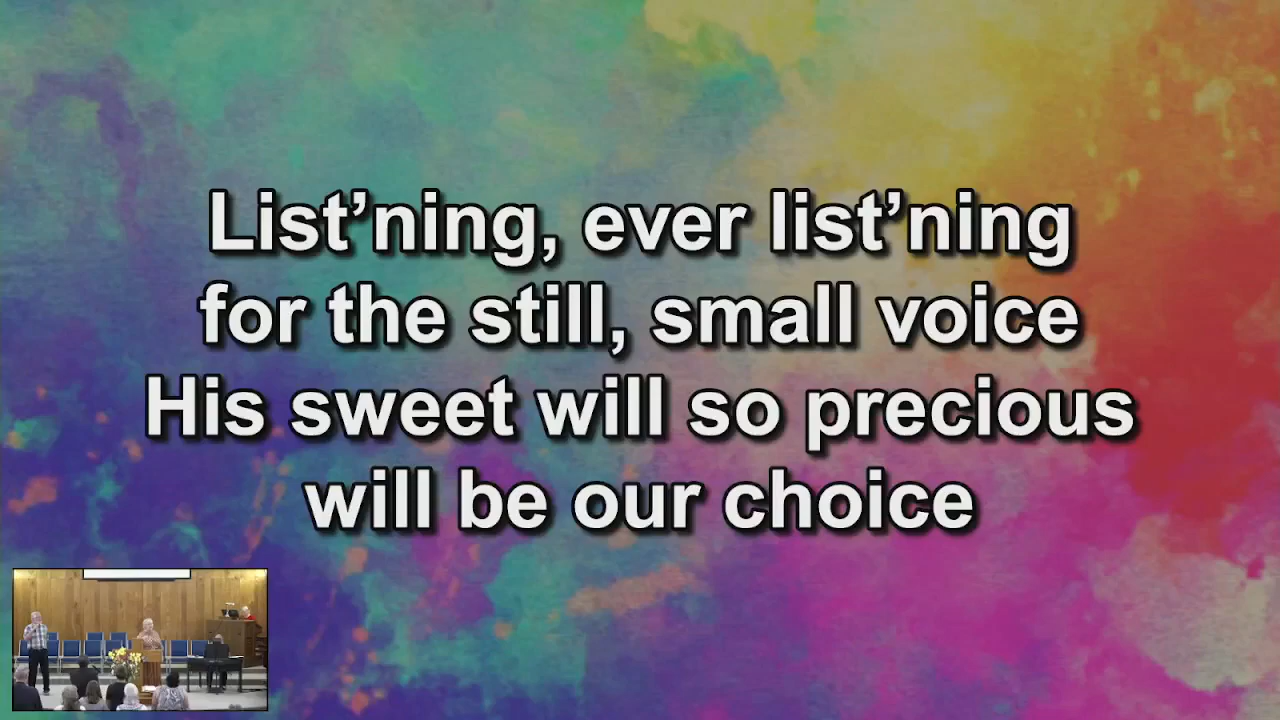 List’ning, ever list’ning
for the still, small voice
His sweet will so precious
will be our choice